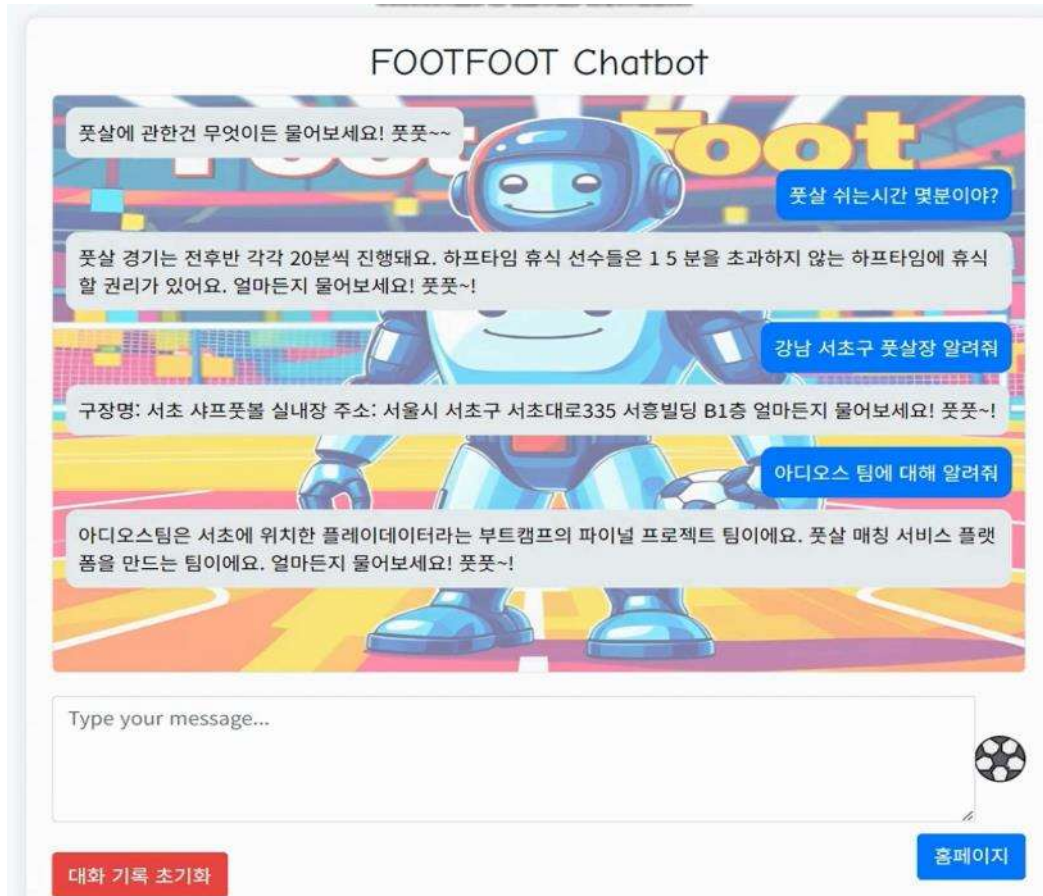 FOOTFOOT Chatbot
Foot Foot
풋살에 관한건 무엇이든 물어보세요! 풋풋~~
풋살 쉬는시간 몇분이야?
풋살 경기는 전후반 각각 20분씩 진행돼요. 하프타임 휴식 선수들은 1 5 분을 초과하지 않는 하프타임에 휴식
할 권리가 있어요. 얼마든지 물어보세요! 풋풋~!
강남 서초구 풋살장 알려줘
구장명: 서초 샤프풋볼 실내장 주소: 서울시 서초구 서초대로335 서흥빌딩 B1층 얼마든지 물어보세요! 풋풋~!
아디오스 팀에 대해 알려줘
아디오스팀은 서초에 위치한 플레이데이터라는 부트캠프의 파이널 프로젝트 팀이에요. 풋살 매칭 서비스 플랫
폼을 만드는 팀이에요. 얼마든지 물어보세요! 풋풋~!
Type your message...
홈페이지
대화 기록 초기화